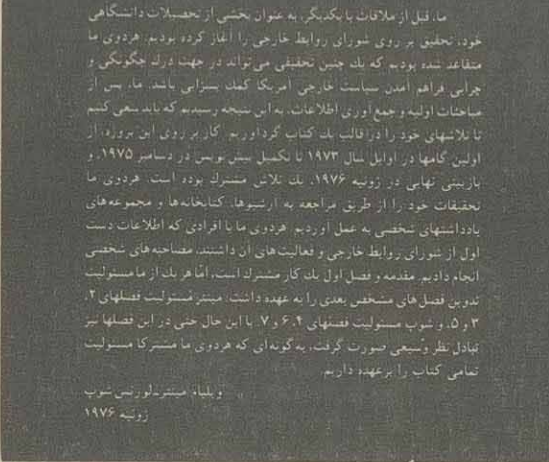 ما، قبل از ملاقات با یکدیگر، به عنوان بخشی از تحصیلات دانشگاهی
خود، تحقیق بر روی شورای روابط خارجی را آغاز کرده بودیم. هردوی ما
متقاعد شده بودیم که یك چنین تحقیقی می‌تواند در جهت درك چگونگی و
چرایی فراهم آمدن سیاست خارجی آمریکا کمك بسزایی باشد. ما، پس از
مباحثات اولیه و جمع آوری اطلاعات، به این نتیجه رسیدیم که باید سعی کنیم
تا تلاشهای خود را در قالب یك کتاب گردآوریم. کار بر روی این پروژه، از
اولین گامها در اوایل سال ۱۹۷۳ تا تکمیل پیش‌نویس در دسامبر ۱۹۷۵، و
بازبینی نهایی در ژوئیه ۱۹۷۶، یك تلاش مشترك بوده است. هردوی ما
تحقیقات خود را از طریق مراجعه به آرشیوها، کتابخانه‌ها و مجموعه‌های
یادداشتهای شخصی به عمل آوردیم. هردوی ما با افرادی که اطلاعات دست
اول از شورای روابط خارجی و فعالیت‌های آن داشتند، مصاحبه‌های شخصی
انجام دادیم. مقدمه و فصل اول یك کار مشترك است، امّا هر یك از ما مسئولیت
تدوین فصل های مشخص بعدی را به عهده داشت: مینتر مسئولیت فصلهای ۲،
۳ و ۵، و شوپ مسئولیت فصلهای ۴، ۶ و ۷. با این حال حتی در این فصلها نیز
تبادل نظر وسیعی صورت گرفت، به‌گونه‌ای که هردوی ما مشترکا مسئولیت
تمامی کتاب را برعهده داریم.
ویلیام مینتر-لورنس شوپ
ژوئیه ۱۹۷۶